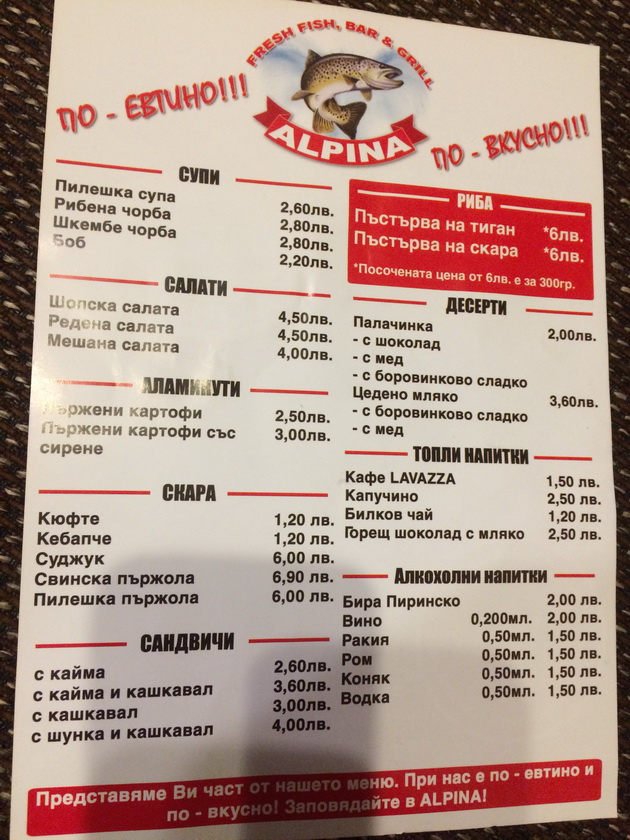 FRESH FISH, BAR & GRILL
ALPINA
ПО - ЕВТИНО!!!
ПО - ВКУСНО!!!
СУПИ
Пилешка супа 2,60лв.
Рибена чорба 2,80лв.
Шкембе чорба 2,80лв.
Боб 2,20лв.
САЛАТИ
Шопска салата 4,50лв.
Редена салата 4,50лв.
Мешана салата 4,00лв.
АЛАМИНУТИ
Пържени картофи 2,50лв.
Пържени картофи със 3,00лв.
сирене
СКАРА
Кюфте 1,20 лв.
Кебапче 1,20 лв.
Суджук 6,00 лв.
Свинска пържола 6,90 лв.
Пилешка пържола 6,00 лв.
САНДВИЧИ
с кайма 2,60лв.
с кайма и кашкавал 3,60лв.
с кашкавал 3,00лв.
с шунка и кашкавал 4,00лв.
РИБА
Пъстърва на тиган *6лв.
Пъстърва на скара *6лв.
*Посочената цена от 6лв. е за 300гр.
ДЕСЕРТИ
Палачинка 2,00лв.
- с шоколад
- с мед
- с боровинково сладко
Цедено мляко 3,60лв.
- с боровинково сладко
- с мед
ТОПЛИ НАПИТКИ
Кафе LAVAZZA 1,50 лв.
Капучино 2,50 лв.
Билков чай 1,20 лв.
Горещ шоколад с мляко 2,50 лв.
Алкохолни напитки
Бира Пиринско 2,00 лв.
Вино 0,200мл. 2,00 лв.
Ракия 0,50мл. 1,50 лв.
Ром 0,50мл. 1,50 лв.
Коняк 0,50мл. 1,50 лв.
Водка 0,50мл. 1,50 лв.
Представяме Ви част от нашето меню. При нас е по - евтино и
по - вкусно! Заповядайте в ALPINA!